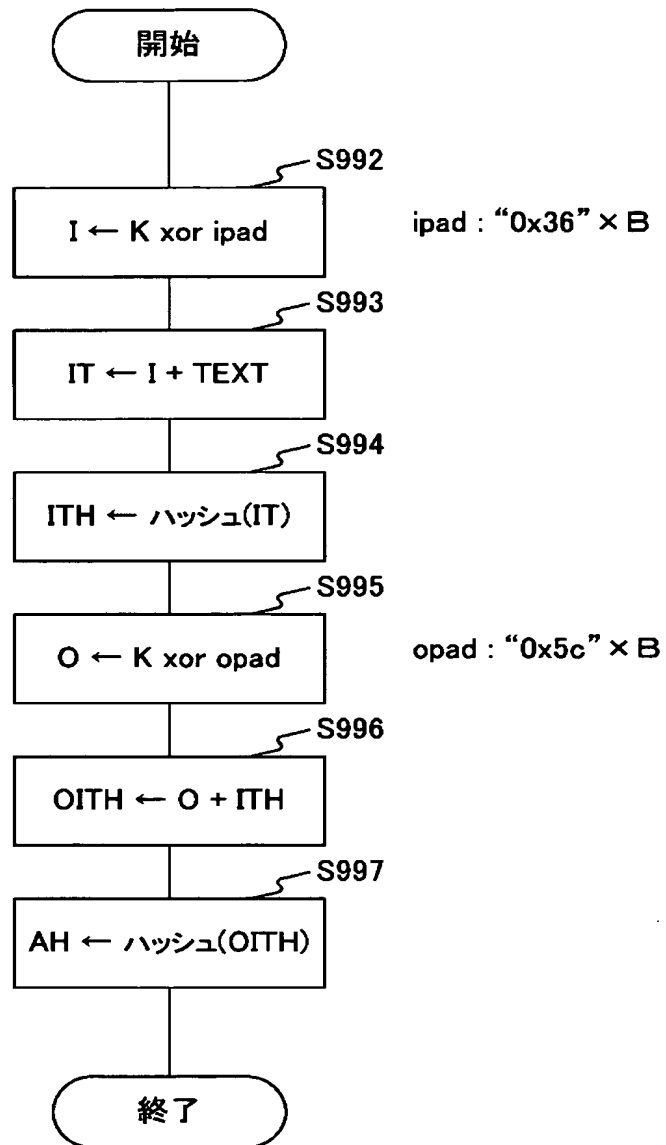 開始
S992
I ← K xor ipad
ipad : “0x36” × B
S993
IT ← I + TEXT
S994
ITH ← ハッシュ(IT)
S995
O ← K xor opad
opad : “0x5c” × B
S996
OITH ← O + ITH
S997
AH ← ハッシュ(OITH)
終了